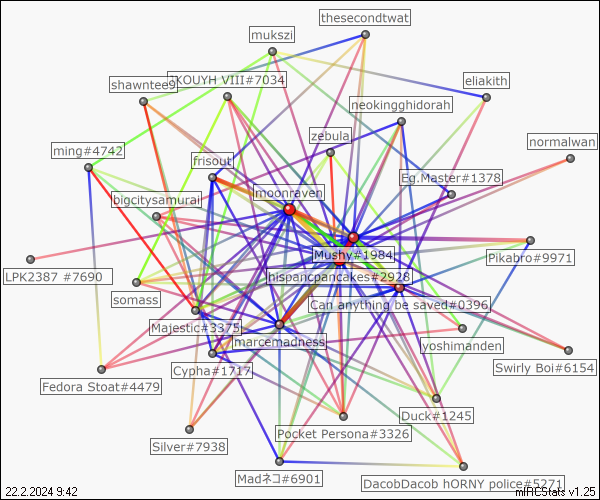 thesecondtwat
mukszi
shawntee9
KOUYH VIII#7034
eliakith
neokingghidorah
zebula
normalwan
ming#4742
frisout
Eg.Master#1378
moonraven
bigcitysamurai
Mushy#1984
Pikabro#9971
LPK2387 #7690
hispanicpancakes#2928
somass
Can anything be saved#0396
Majestic#3375
marcemadness
yoshimanden
Cypha#1717
Swirly Boi#6154
Fedora Stoat#4479
Duck#1245
Pocket Persona#3326
Silver#7938
Madネコ#6901
DacobDacob hORNY police#5271
22.2.2024 9:42
mIRCStats v1.25